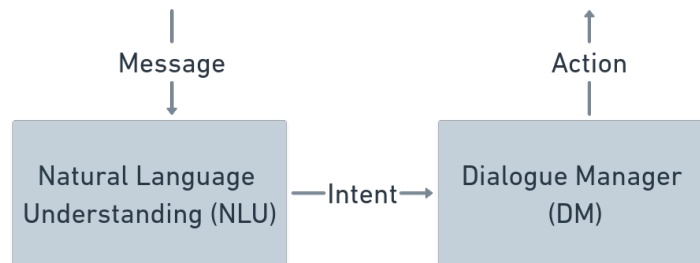 Message
Action
Natural Language
Understanding (NLU)
Intent
Dialogue Manager
(DM)